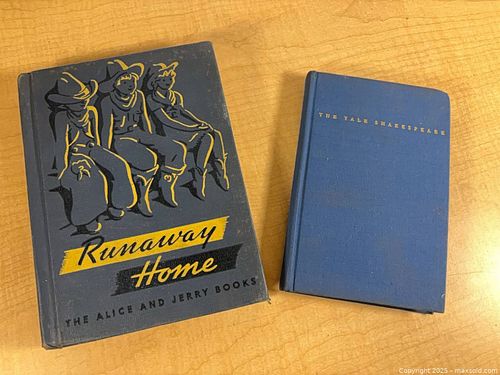 Runaway
Home
THE ALICE AND JERRY BOOKS
THE YALE SHAKESPEARE
Copyright 2025 - maxsold.com